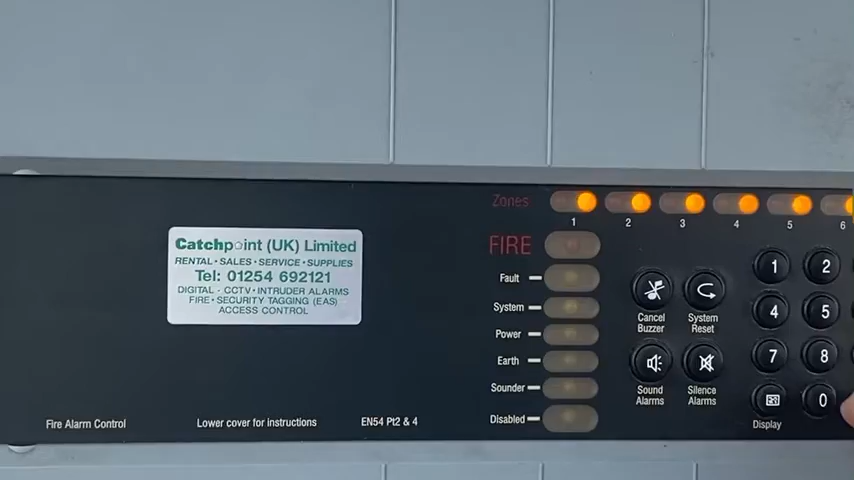 Zones
1 2 3 4 5 6
Catchpoint (UK) Limited
RENTAL • SALES • SERVICE • SUPPLIES
Tel: 01254 692121
DIGITAL - CCTV • INTRUDER ALARMS
FIRE • SECURITY TAGGING (EAS)
ACCESS CONTROL
FIRE
Fault
System
Power
Earth
Sounder
Disabled
Cancel
Buzzer
System
Reset
Sound
Alarms
Silence
Alarms
1 2
4 5
7 8
0
Display
Fire Alarm Control
Lower cover for instructions
EN54 Pt2 & 4